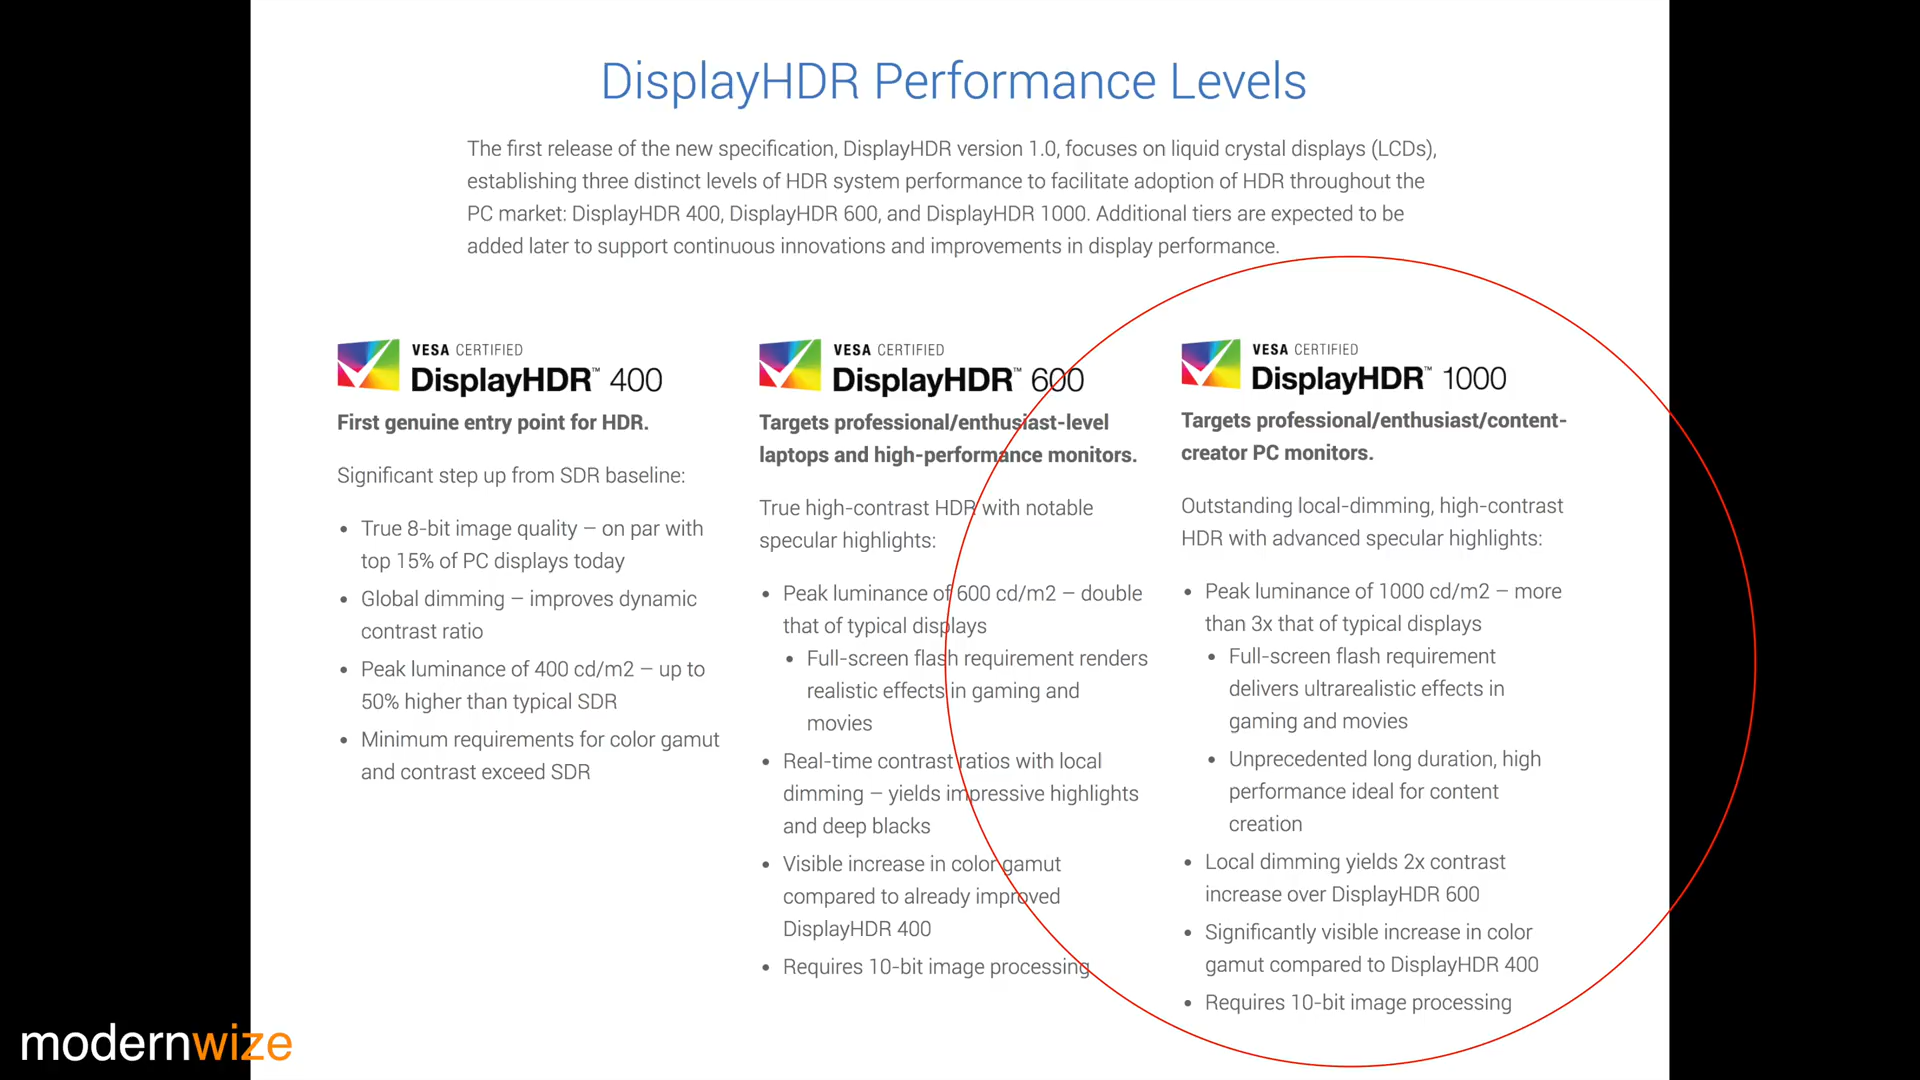 DisplayHDR Performance Levels
The first release of the new specification, DisplayHDR version 1.0, focuses on liquid crystal displays (LCDs),
establishing three distinct levels of HDR system performance to facilitate adoption of HDR throughout the
PC market: DisplayHDR 400, DisplayHDR 600, and DisplayHDR 1000. Additional tiers are expected to be
added later to support continuous innovations and improvements in display performance.
VESA CERTIFIED
DisplayHDR™ 400
First genuine entry point for HDR.
Significant step up from SDR baseline:
• True 8-bit image quality – on par with
top 15% of PC displays today
• Global dimming – improves dynamic
contrast ratio
• Peak luminance of 400 cd/m2 – up to
50% higher than typical SDR
• Minimum requirements for color gamut
and contrast exceed SDR
VESA CERTIFIED
DisplayHDR™ 600
Targets professional/enthusiast-level
laptops and high-performance monitors.
True high-contrast HDR with notable
specular highlights:
• Peak luminance of 600 cd/m2 – double
that of typical displays
• Full-screen flash requirement renders
realistic effects in gaming and
movies
• Real-time contrast ratios with local
dimming – yields impressive highlights
and deep blacks
• Visible increase in color gamut
compared to already improved
DisplayHDR 400
• Requires 10-bit image processing
VESA CERTIFIED
DisplayHDR™ 1000
Targets professional/enthusiast/content-
creator PC monitors.
Outstanding local-dimming, high-contrast
HDR with advanced specular highlights:
• Peak luminance of 1000 cd/m2 – more
than 3x that of typical displays
• Full-screen flash requirement
delivers ultrarealistic effects in
gaming and movies
• Unprecedented long duration, high
performance ideal for content
creation
• Local dimming yields 2x contrast
increase over DisplayHDR 600
• Significantly visible increase in color
gamut compared to DisplayHDR 400
• Requires 10-bit image processing
modernwize